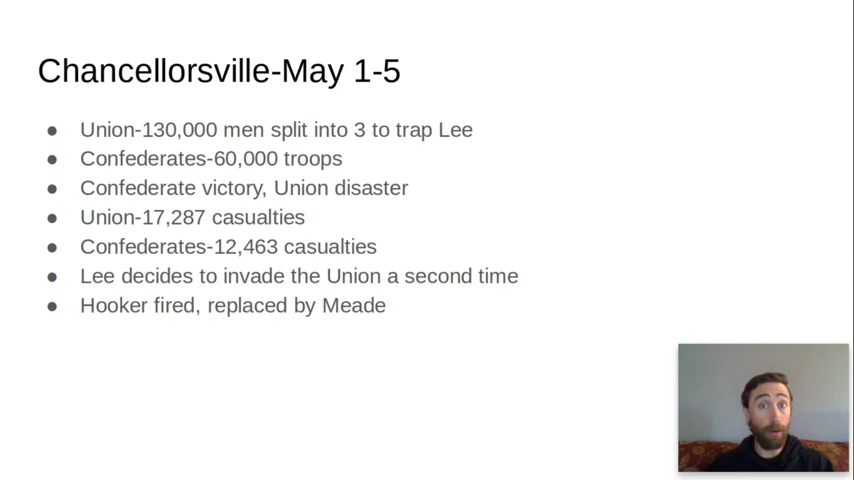 Chancellorsville-May 1-5
● Union-130,000 men split into 3 to trap Lee
● Confederates-60,000 troops
● Confederate victory, Union disaster
● Union-17,287 casualties
● Confederates-12,463 casualties
● Lee decides to invade the Union a second time
● Hooker fired, replaced by Meade